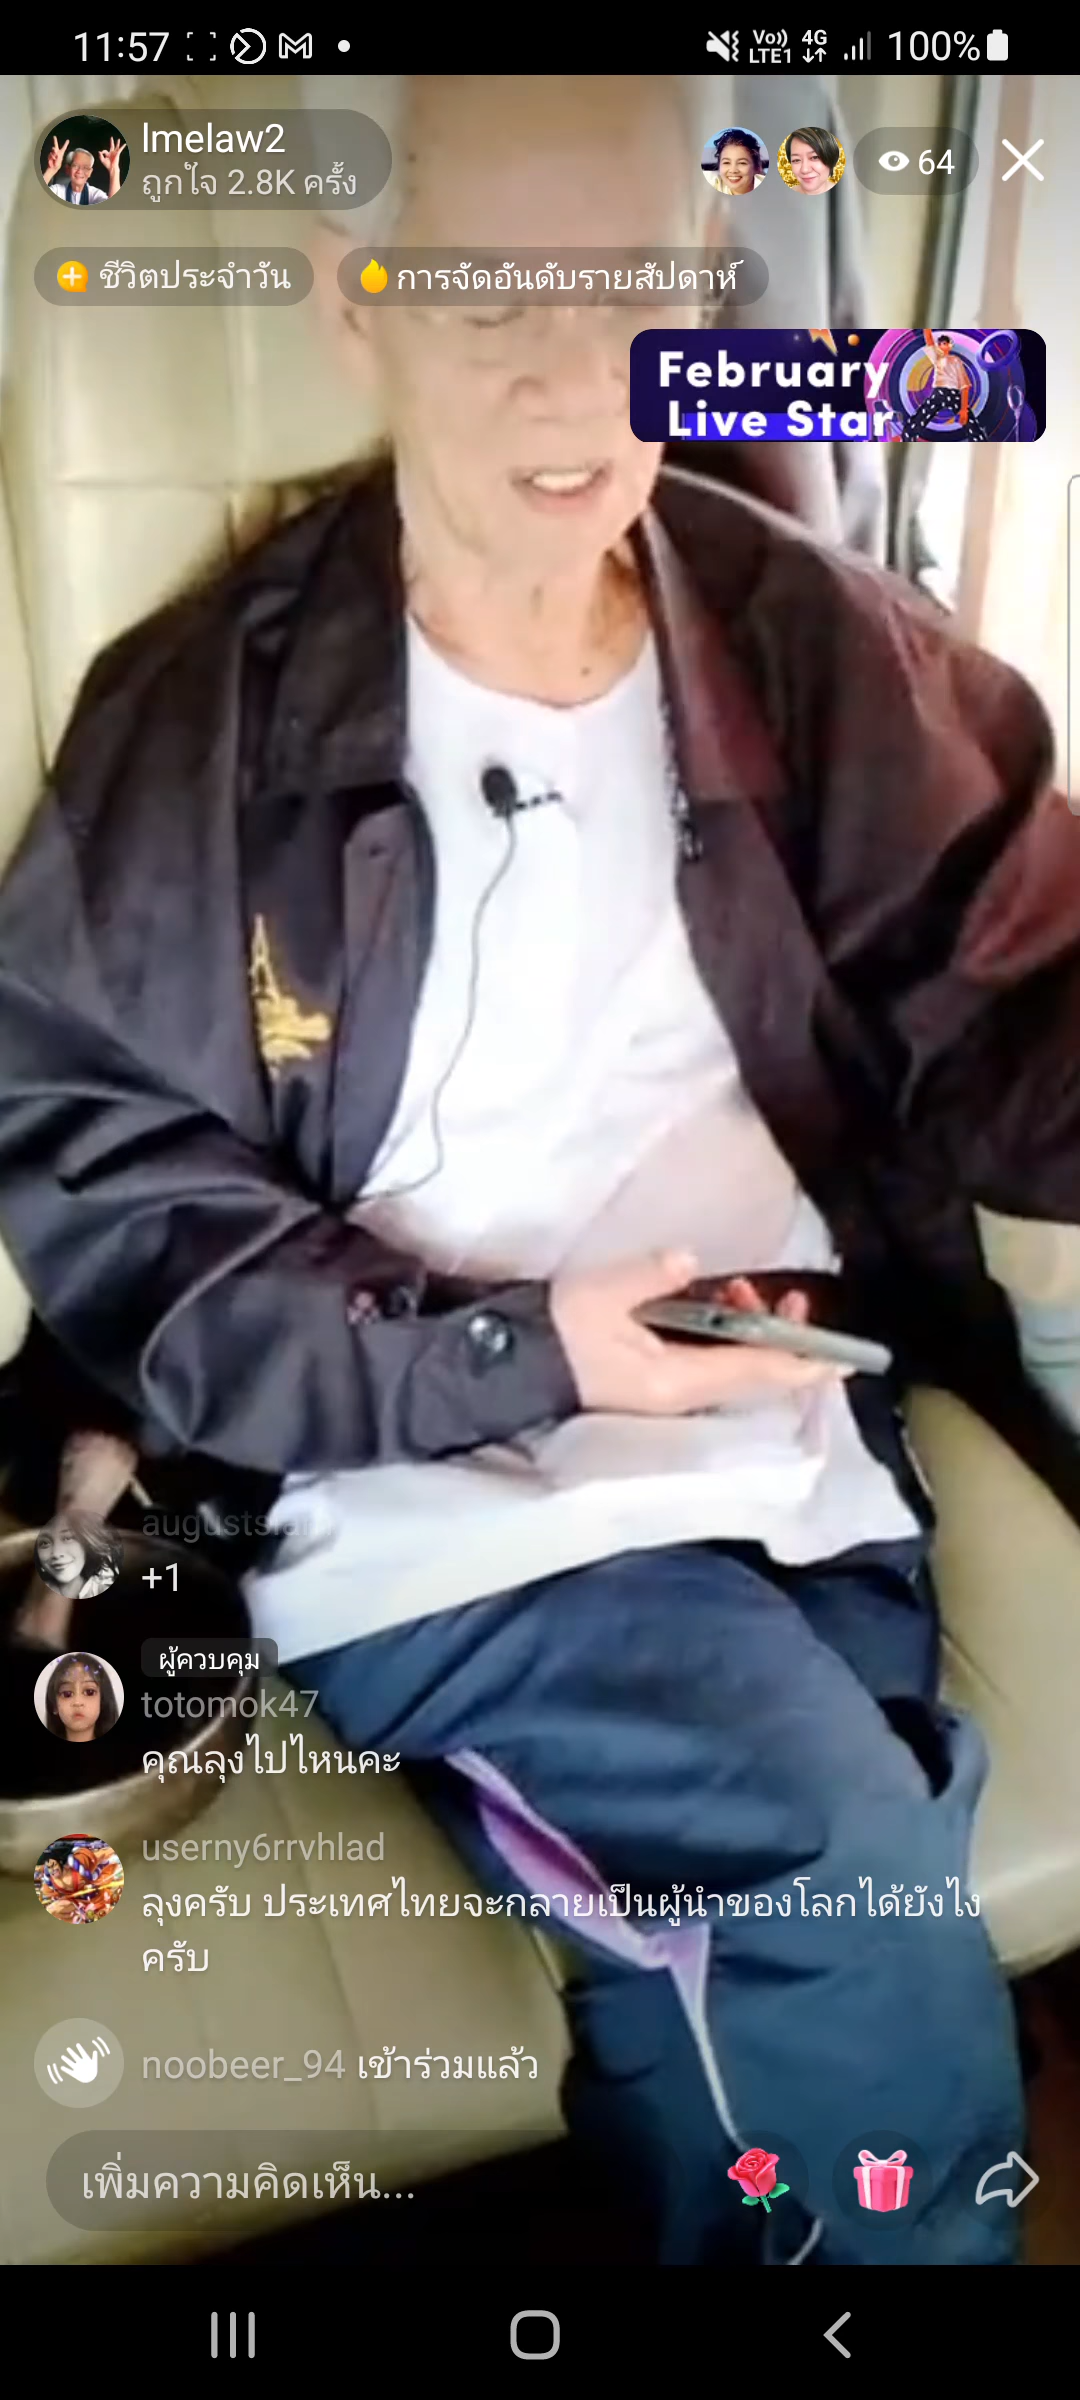 11:57
Vo)) LTE1 4G 100%
lmelaw2
ถูกใจ 2.8K ครั้ง
64
ชีวิตประจำวัน
การจัดอันดับรายสัปดาห์
February
Live Star
+1
ผู้ควบคุม
totomok47
คุณลุงไปไหนคะ
userny6rrvhlad
ลุงครับ ประเทศไทยจะกลายเป็นผู้นำของโลกได้ยังไง
ครับ
noobeer_94 เข้าร่วมแล้ว
เพิ่มความคิดเห็น...